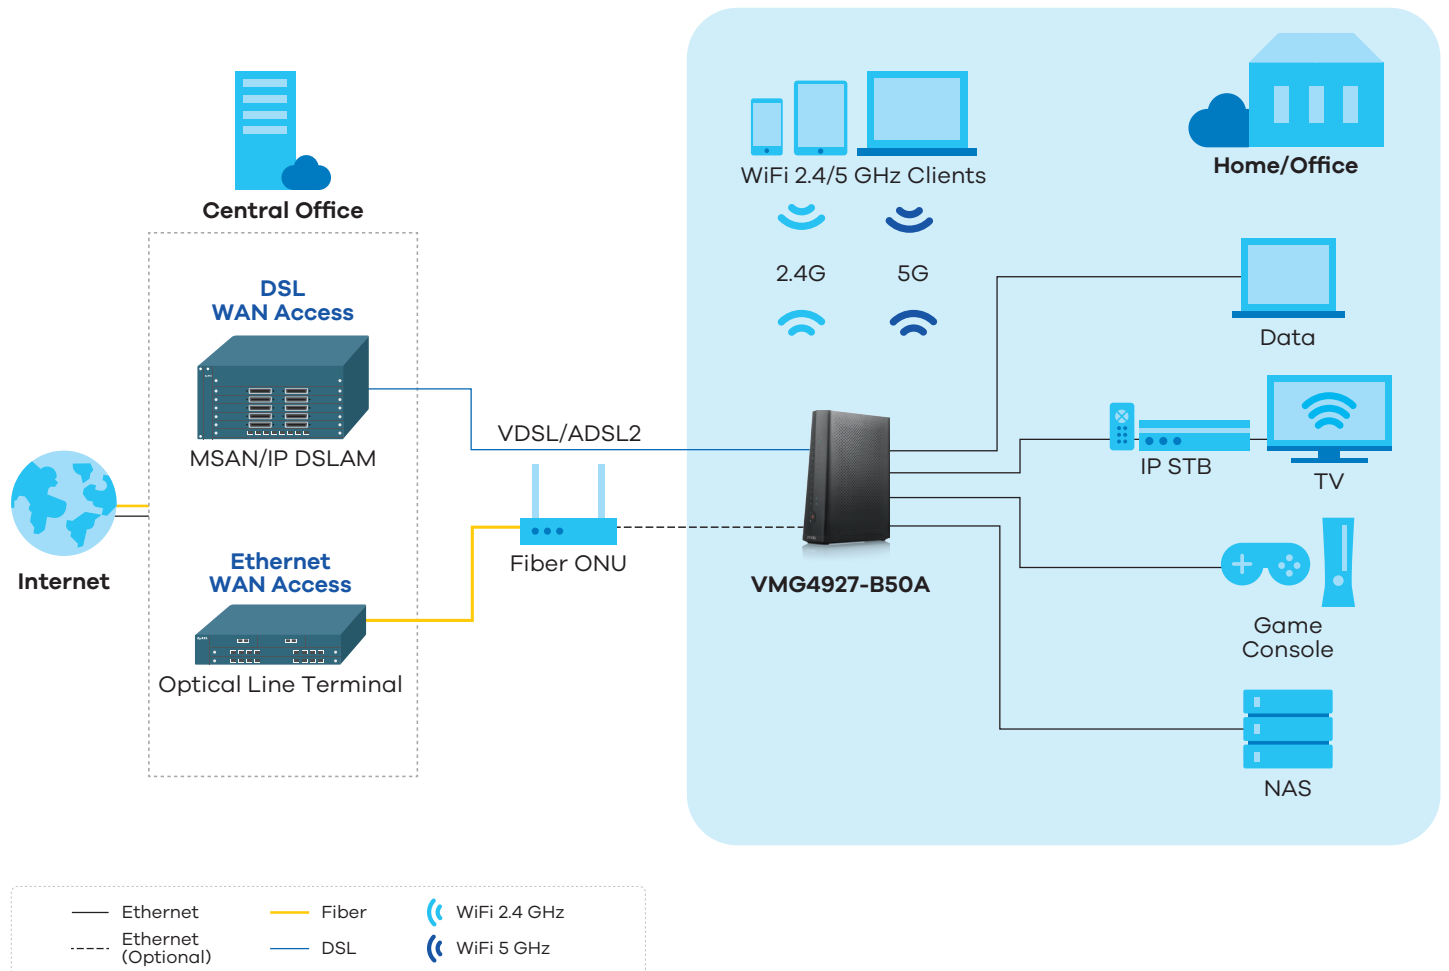 Central Office
DSL
WAN Access
MSAN/IP DSLAM
Internet
Ethernet
WAN Access
Optical Line Terminal
VDSL/ADSL2
Fiber ONU
WiFi 2.4/5 GHz Clients
2.4G
5G
VMG4927-B50A
Home/Office
Data
IP STB
TV
Game
Console
NAS
Ethernet
Fiber
WiFi 2.4 GHz
Ethernet
(Optional)
DSL
WiFi 5 GHz